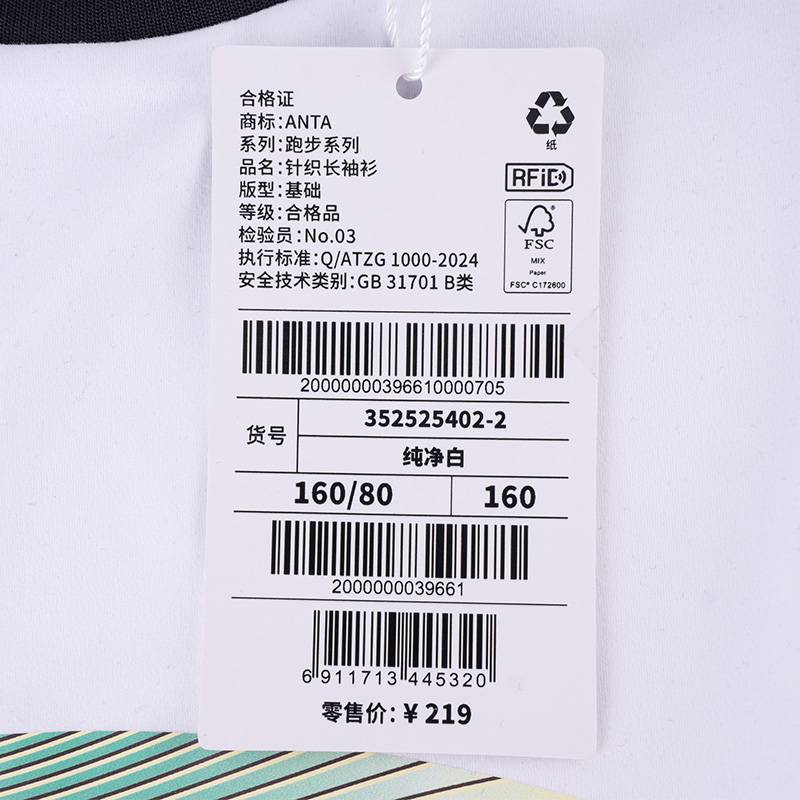 合格证
商标:ANTA
系列:跑步系列
品名:针织长袖衫
版型:基础
等级:合格品
检验员:No.03
执行标准:Q/ATZG 1000-2024
安全技术类别:GB 31701 B类
纸
RFiD
FSC
MIX
Paper
FSC® C172600
20000000396610000705
货号
352525402-2
纯净白
160/80 160
2000000039661
6 911713 445320
零售价:¥219